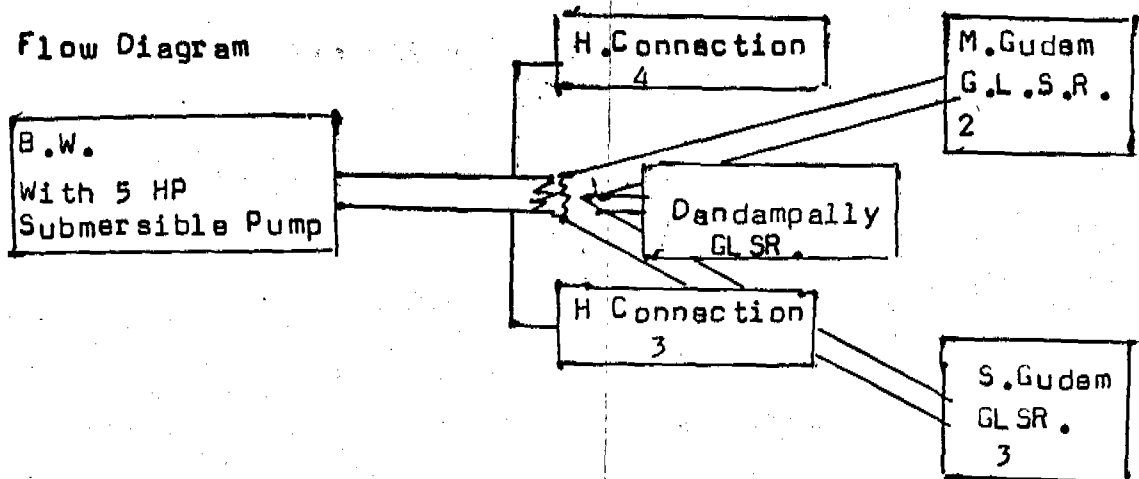 Flow Diagram
H.Connection
4
M.Gudem
G.L.S.R.
2
B.W.
With 5 HP
Submersible Pump
Dandampally
GLSR.
H Connection
3
S.Gudem
GLSR.
3